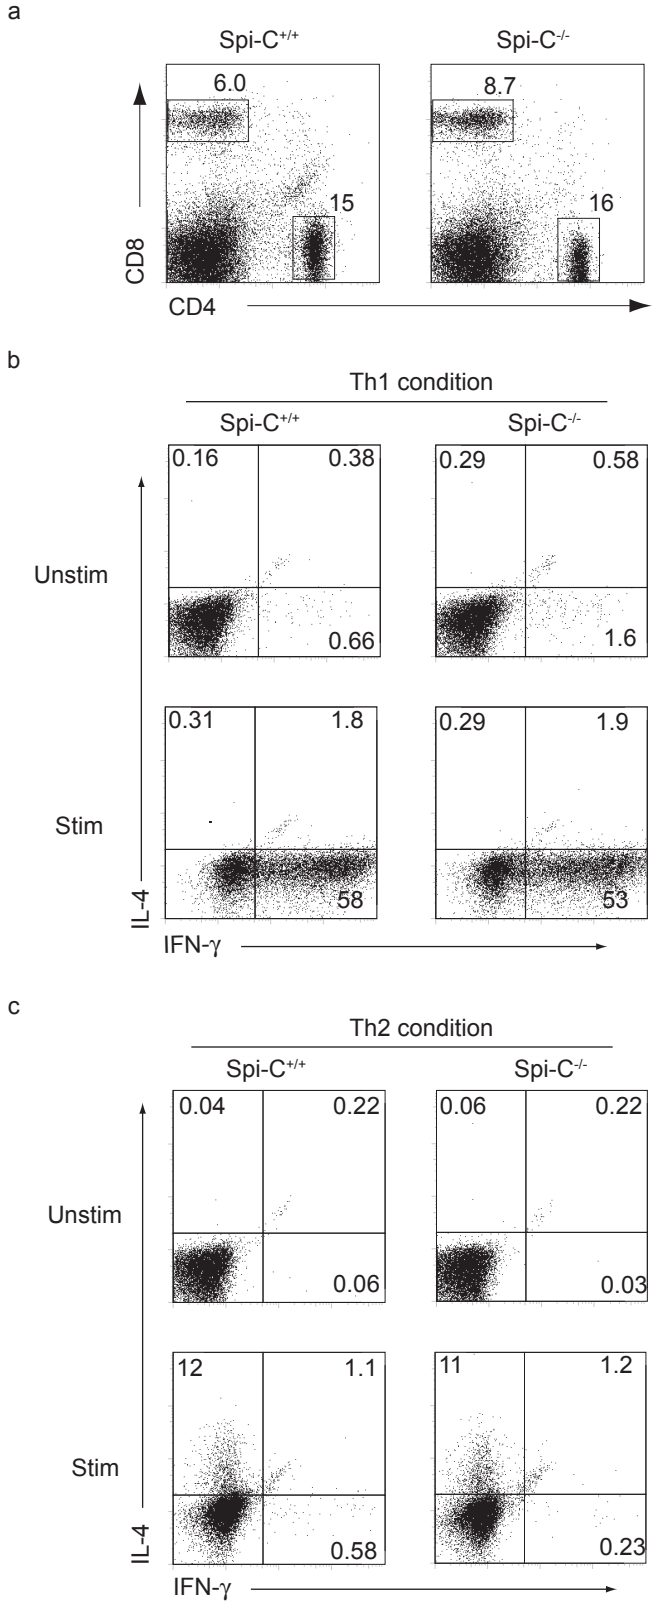 a
Spi-C+/+ Spi-C-/-
6.0 8.7
15 16
CD8
CD4
b
Th1 condition
Spi-C+/+ Spi-C-/-
0.16 0.38 0.29 0.58
Unstim
0.66 1.6
0.31 1.8 0.29 1.9
Stim
58 53
IL-4
IFN-γ
c
Th2 condition
Spi-C+/+ Spi-C-/-
0.04 0.22 0.06 0.22
Unstim
0.06 0.03
12 1.1 11 1.2
Stim
0.58 0.23
IL-4
IFN-γ